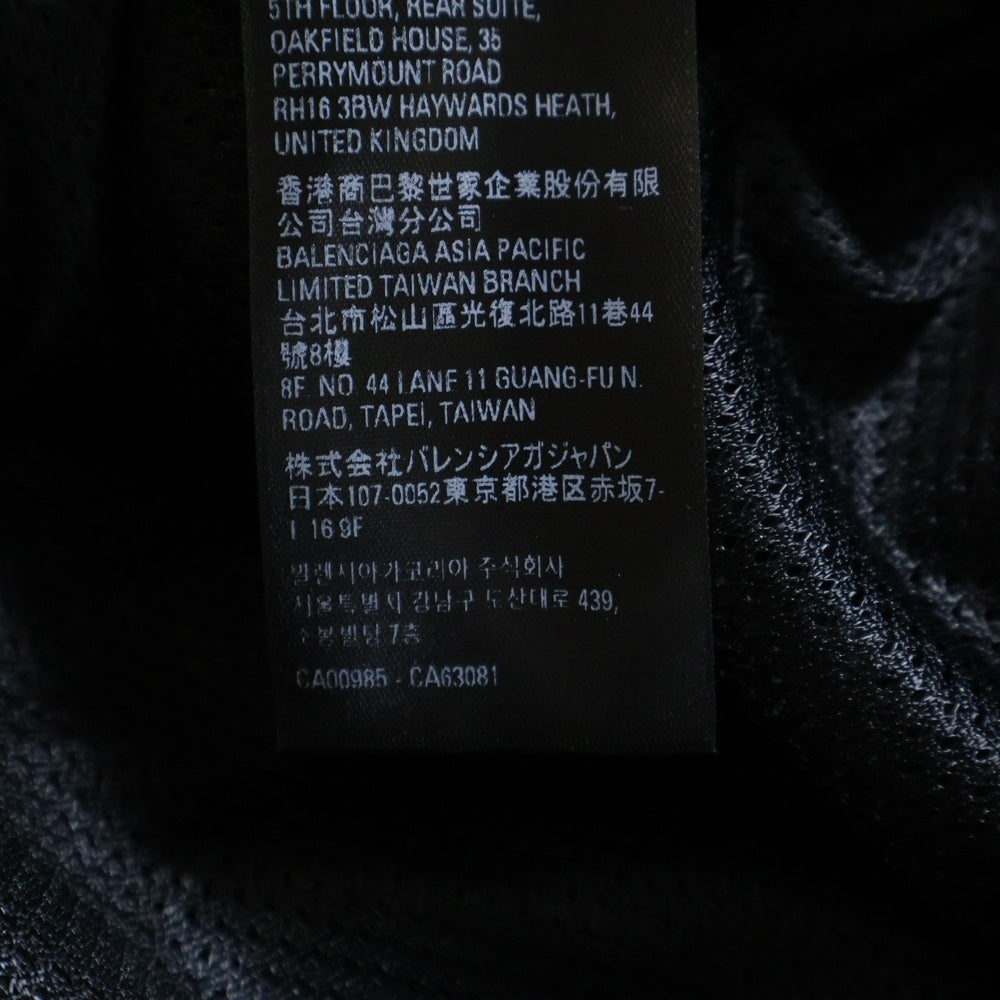 5TH FLOOR, REAR SUITE,
OAKFIELD HOUSE, 35
PERRYMOUNT ROAD
RH16 3BW HAYWARDS HEATH,
UNITED KINGDOM
香港商巴黎世家企業股份有限
公司台灣分公司
BALENCIAGA ASIA PACIFIC
LIMITED TAIWAN BRANCH
台北市松山區光復北路11巷44
號8樓
8F. NO. 44 LANE 11 GUANG-FU N.
ROAD, TAPEI, TAIWAN
株式会社バレンシアガジャパン
日本107-0052東京都港区赤坂7-
1 16 9F
발렌시아가코리아 주식회사
서울특별시 강남구 도산대로 439,
빌딩 7층
CA00985 - CA63081